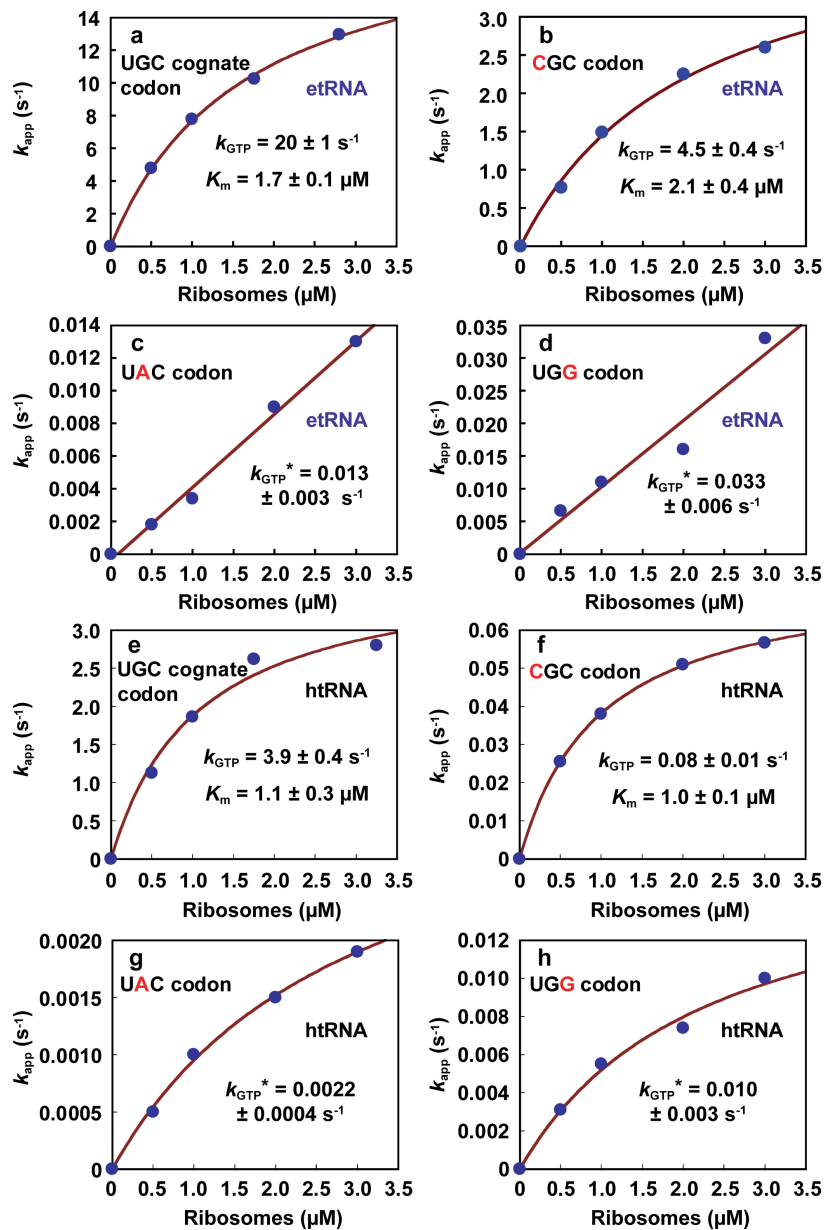 a
UGC cognate
codon
etRNA
kGTP = 20 ± 1 s-1
Km = 1.7 ± 0.1 µM
kapp (s-1)
14
12
10
8
6
4
2
0
0 0.5 1.0 1.5 2.0 2.5 3.0 3.5
Ribosomes (µM)
b
CGC codon
etRNA
kGTP = 4.5 ± 0.4 s-1
Km = 2.1 ± 0.4 µM
kapp (s-1)
3.0
2.5
2.0
1.5
1.0
0.5
0
0 0.5 1.0 1.5 2.0 2.5 3.0 3.5
Ribosomes (µM)
c
UAC codon
etRNA
kGTP* = 0.013
± 0.003 s-1
kapp (s-1)
0.014
0.012
0.010
0.008
0.006
0.004
0.002
0
0 0.5 1.0 1.5 2.0 2.5 3.0 3.5
Ribosomes (µM)
d
UGG codon
etRNA
kGTP* = 0.033
± 0.006 s-1
kapp (s-1)
0.035
0.030
0.025
0.020
0.015
0.010
0.005
0
0 0.5 1.0 1.5 2.0 2.5 3.0 3.5
Ribosomes (µM)
e
UGC cognate
codon
htRNA
kGTP = 3.9 ± 0.4 s-1
Km = 1.1 ± 0.3 µM
kapp (s-1)
3.0
2.5
2.0
1.5
1.0
0.5
0
0 0.5 1.0 1.5 2.0 2.5 3.0 3.5
Ribosomes (µM)
f
CGC codon
htRNA
kGTP = 0.08 ± 0.01 s-1
Km = 1.0 ± 0.1 µM
kapp (s-1)
0.06
0.05
0.04
0.03
0.02
0.01
0
0 0.5 1.0 1.5 2.0 2.5 3.0 3.5
Ribosomes (µM)
g
UAC codon
htRNA
kGTP* = 0.0022
± 0.0004 s-1
kapp (s-1)
0.0020
0.0015
0.0010
0.0005
0
0 0.5 1.0 1.5 2.0 2.5 3.0 3.5
Ribosomes (µM)
h
UGG codon
htRNA
kGTP* = 0.010
± 0.003 s-1
kapp (s-1)
0.012
0.010
0.008
0.006
0.004
0.002
0
0 0.5 1.0 1.5 2.0 2.5 3.0 3.5
Ribosomes (µM)